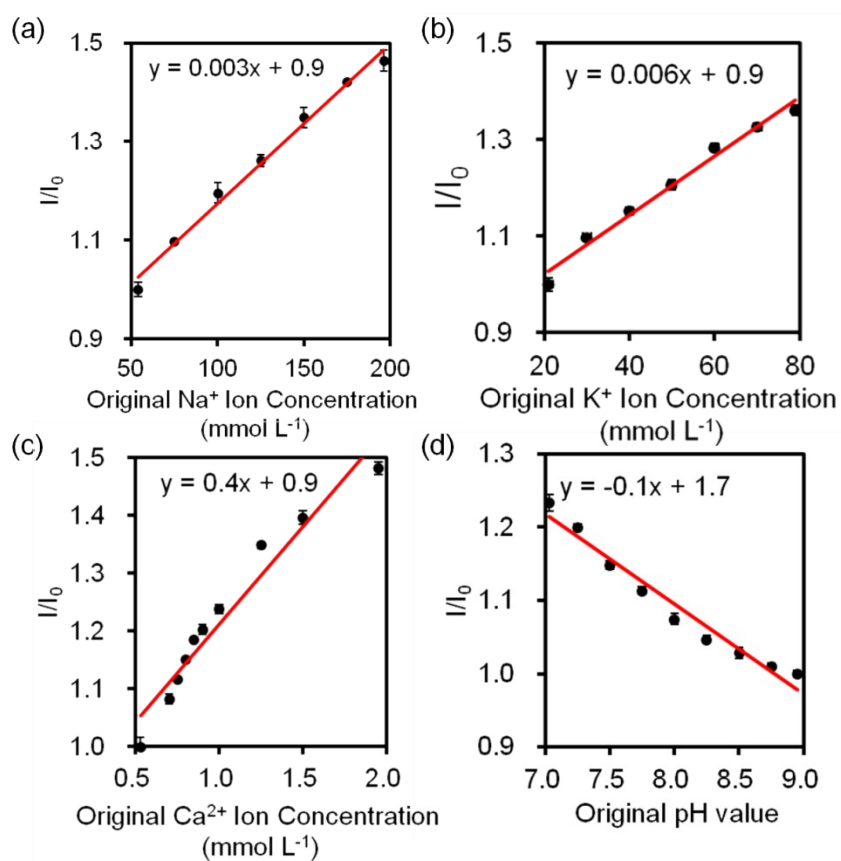 (a)
1.5
1.3
1.1
0.9
I/I₀
y = 0.003x + 0.9
50 100 150 200
Original Na⁺ Ion Concentration
(mmol L⁻¹)
(b)
1.5
1.3
1.1
0.9
I/I₀
y = 0.006x + 0.9
20 40 60 80
Original K⁺ Ion Concentration
(mmol L⁻¹)
(c)
1.5
1.4
1.3
1.2
1.1
1.0
I/I₀
y = 0.4x + 0.9
0.5 1.0 1.5 2.0
Original Ca²⁺ Ion Concentration
(mmol L⁻¹)
(d)
1.3
1.2
1.1
1.0
0.9
I/I₀
y = -0.1x + 1.7
7.0 7.5 8.0 8.5 9.0
Original pH value